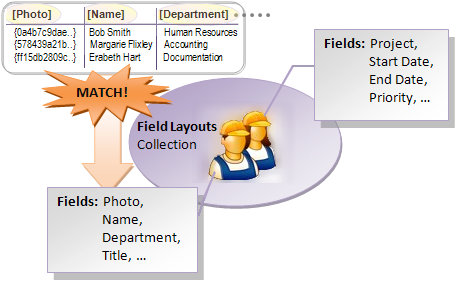 [Photo] [Name] [Department]
{0a4b7c9dae..} Bob Smith Human Resources
{578439a21b..} Margarie Flixley Accounting
{ff15db2809c..} Erabeth Hart Documentation
MATCH!
Fields: Project,
Start Date,
End Date,
Priority, ...
Field Layouts
Collection
Fields: Photo,
Name,
Department,
Title, ...